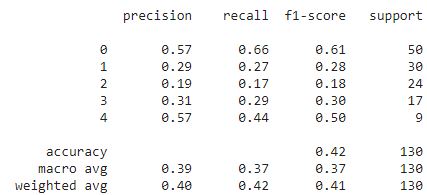 precision recall f1-score support
0 0.57 0.66 0.61 50
1 0.29 0.27 0.28 30
2 0.19 0.17 0.18 24
3 0.31 0.29 0.30 17
4 0.57 0.44 0.50 9
accuracy 0.42 130
macro avg 0.39 0.37 0.37 130
weighted avg 0.40 0.42 0.41 130